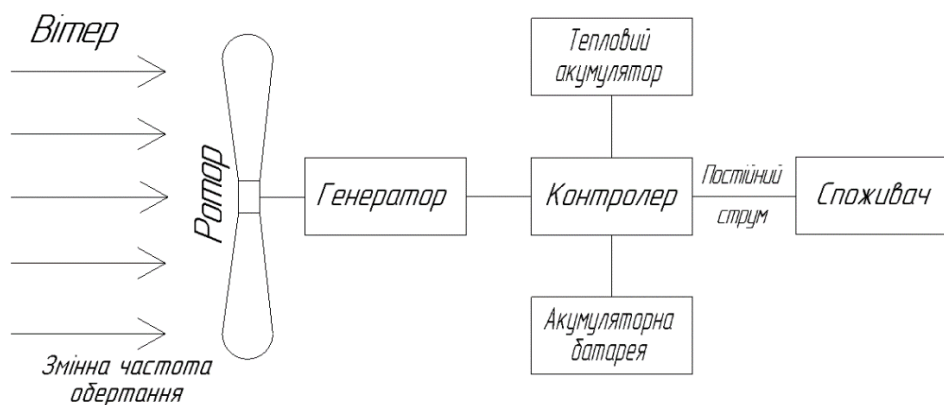 Вітер
Ротор
Генератор
Тепловий
акумулятор
Контролер
Акумуляторна
батарея
Постійний
струм
Споживач
Змінна частота
обертання